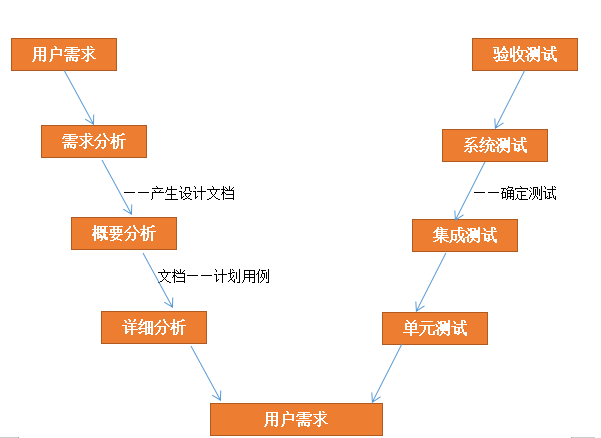 用户需求
验收测试
需求分析
系统测试
——产生设计文档
——确定测试
概要分析
集成测试
文档——计划用例
详细分析
单元测试
用户需求